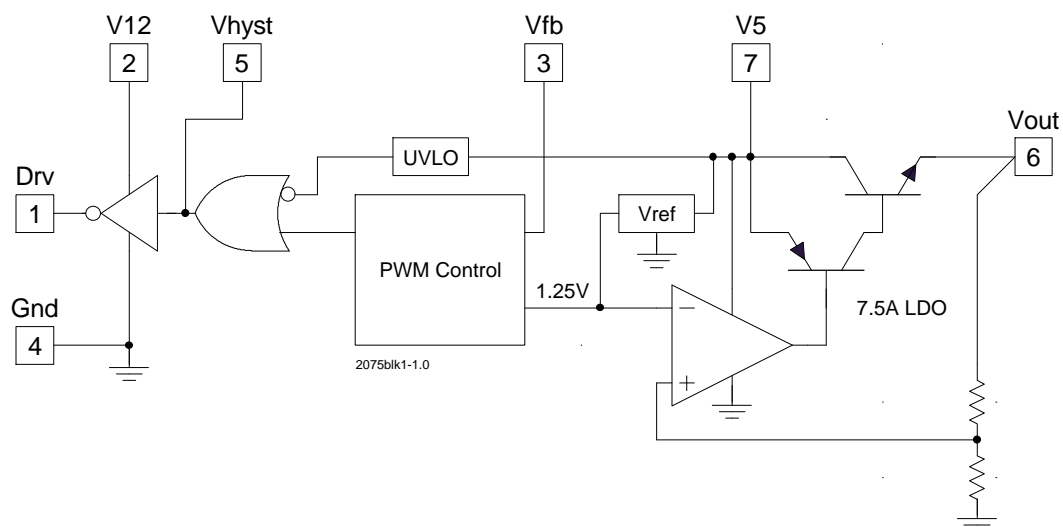 V12
Vhyst
Vfb
V5
2
5
3
7
Vout
6
UVLO
Drv
1
Vref
PWM Control
1.25V
−
Gnd
7.5A LDO
4
2075blk1-1.0
+